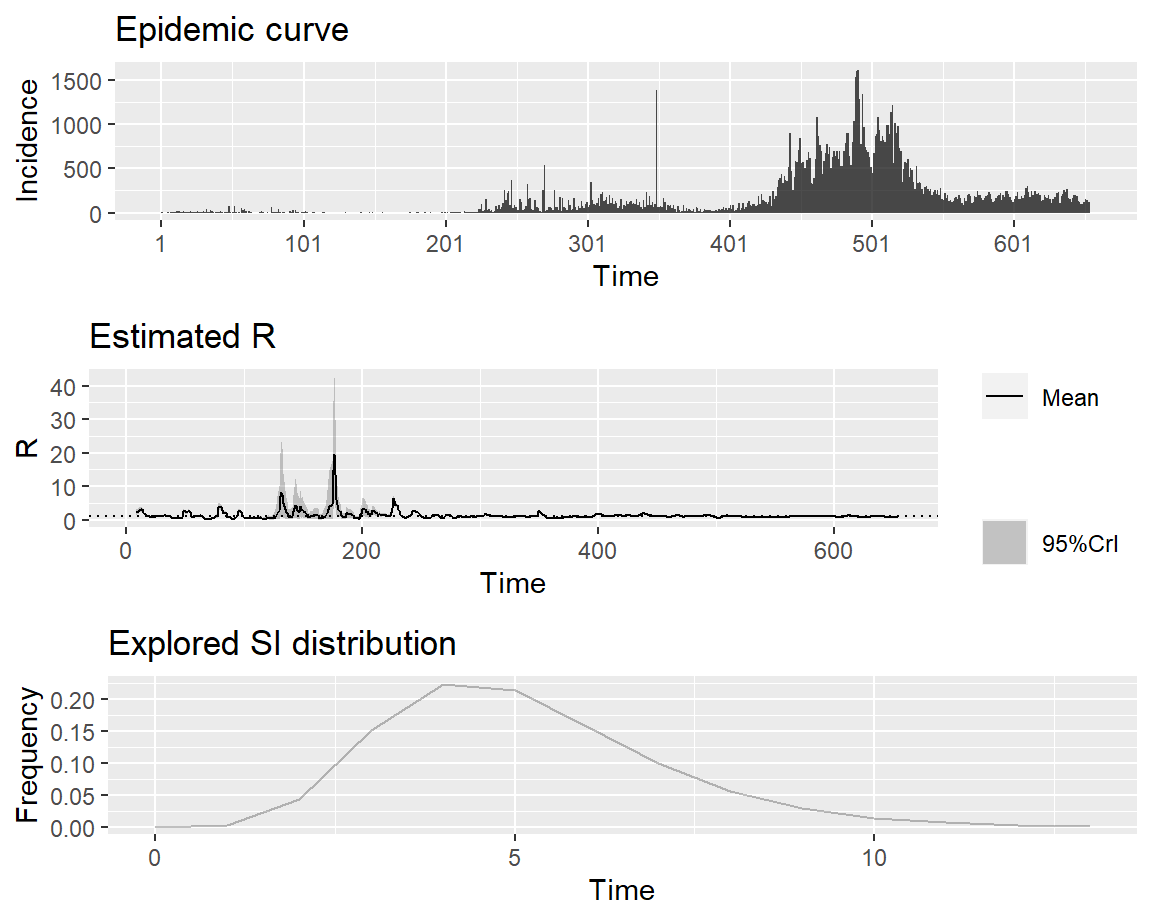 Epidemic curve
Incidence
1500
1000
500
0
1 101 201 301 401 501 601
Time
Estimated R
R
40
30
20
10
0
0 200 400 600
Time
Mean
95%CrI
Explored SI distribution
Frequency
0.20
0.15
0.10
0.05
0.00
0 5 10
Time